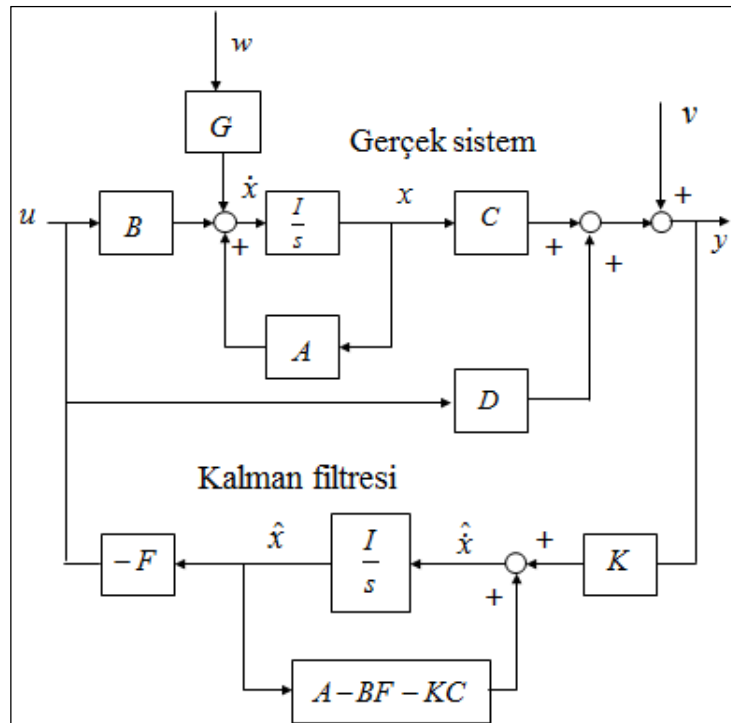 w
G
Gerçek sistem
v
u
B
ẋ
I/s
x
C
+
y
+
+
+
A
D
Kalman filtresi
-F
x̂
I/s
x̂̇
+
K
+
A-BF-KC